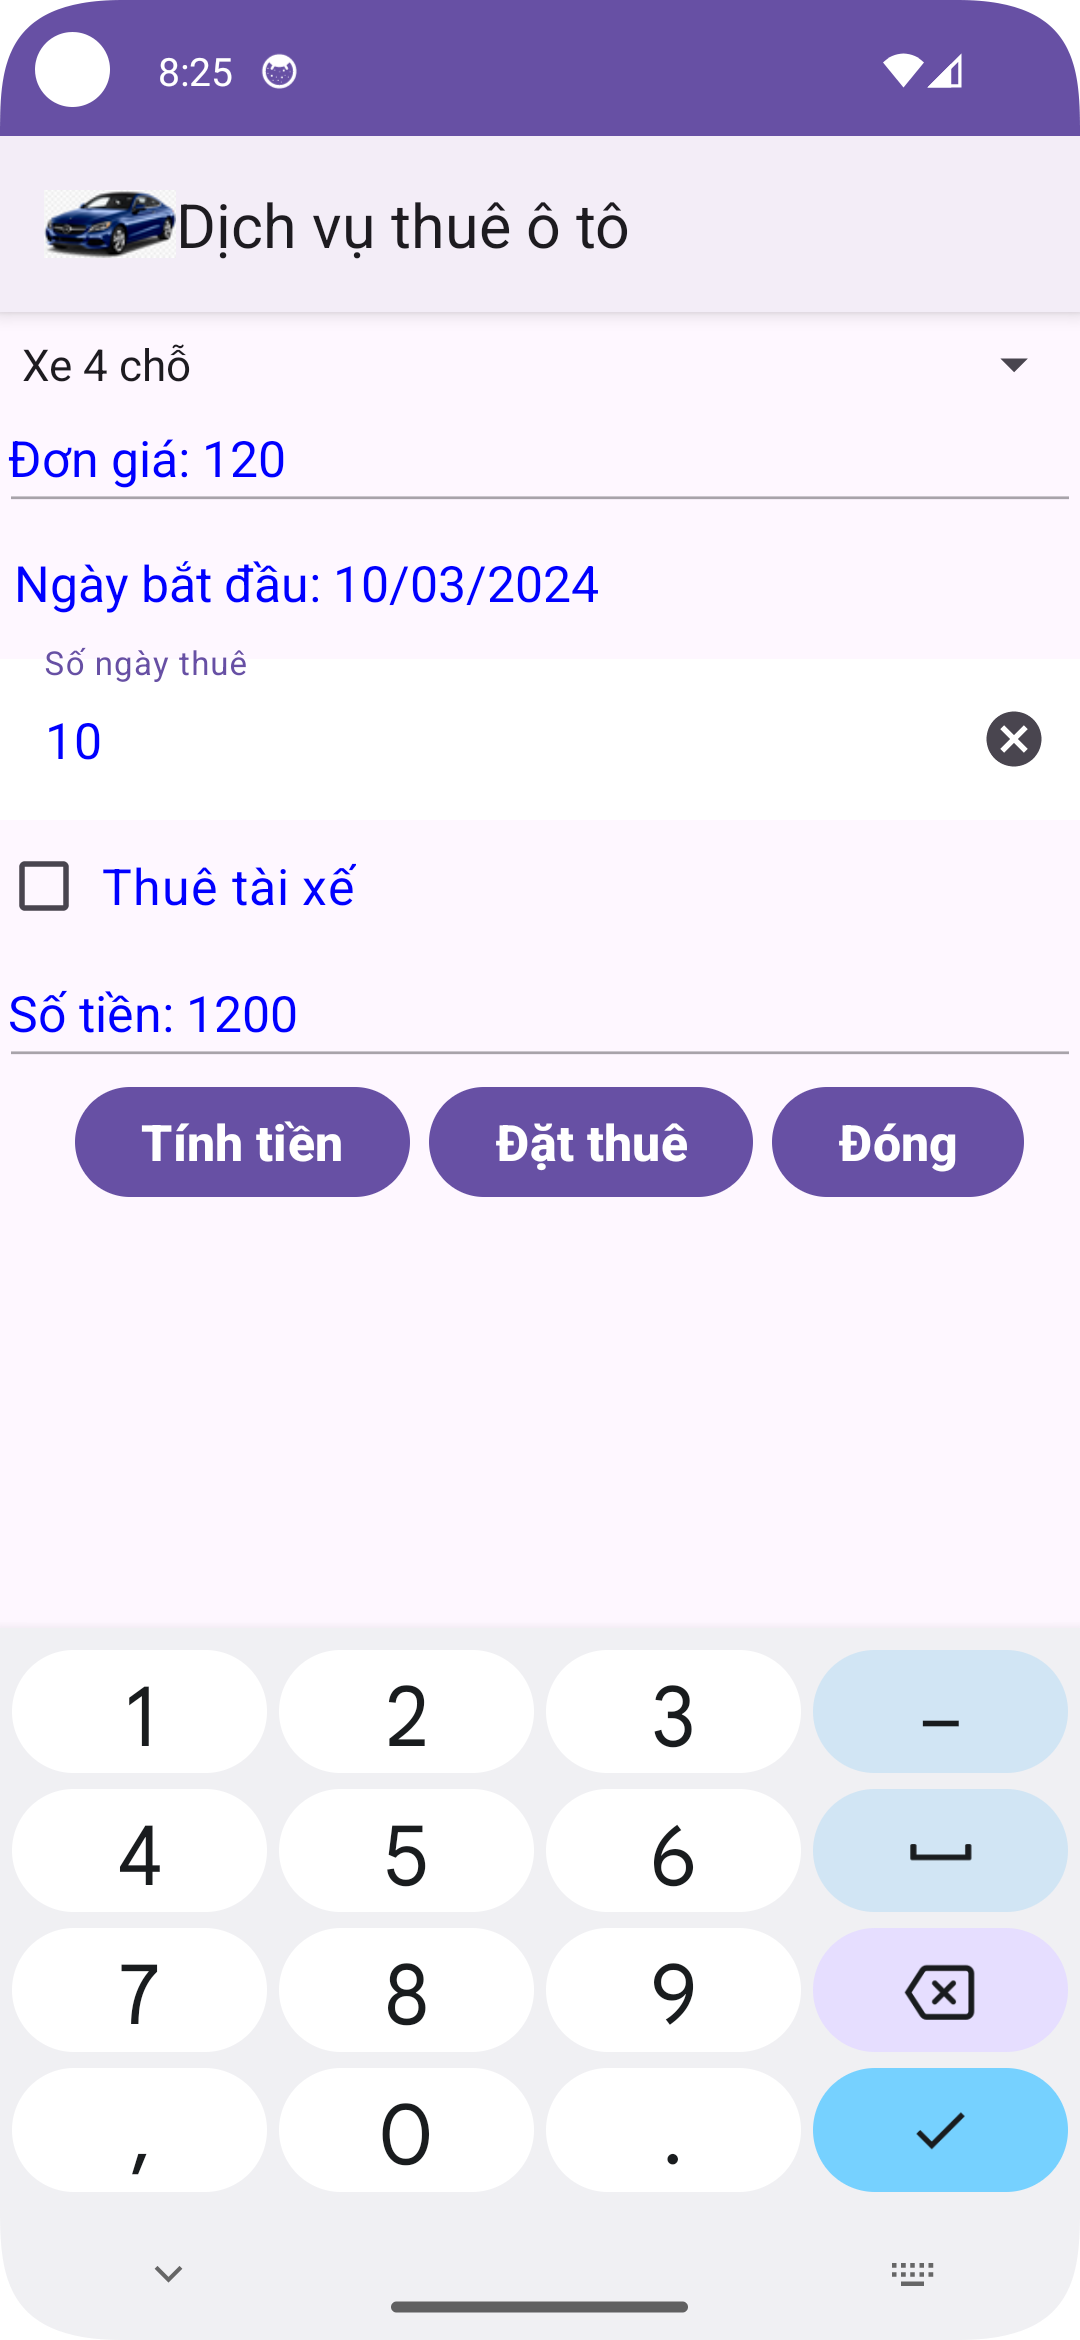 8:25
Dịch vụ thuê ô tô
Xe 4 chỗ
Đơn giá: 120
Ngày bắt đầu: 10/03/2024
Số ngày thuê
10
Thuê tài xế
Số tiền: 1200
Tính tiền Đặt thuê Đóng
1 2 3 –
4 5 6
7 8 9
, 0 .